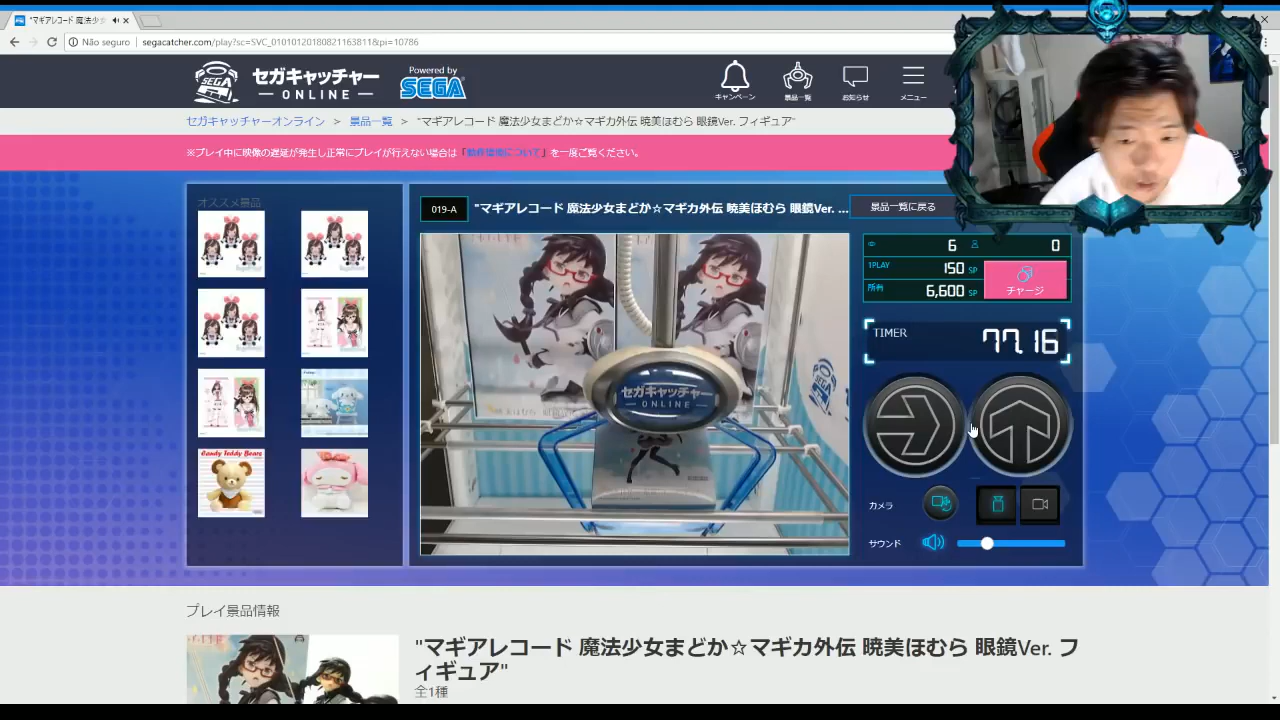 "マギアレコード 魔法少女まど
Não seguro | segacatcher.com/play?sc=SVC_0101012018082116381 1&pi=10786
SEGA
セガキャッチャー
ONLINE
Powered by
SEGA
キャンペーン
景品一覧
お知らせ
メニュー
セガキャッチャーオンライン > 景品一覧 > "マギアレコード 魔法少女まどか☆マギカ外伝 暁美ほむら 眼鏡Ver. フィギュア"
※プレイ中に映像の遅延が発生し正常にプレイが行えない場合は「動作環境について」を一度ご覧ください。
オススメ景品
Candy Teddy Bears
019-A
"マギアレコード 魔法少女まどか☆マギカ外伝 暁美ほむら 眼鏡Ver. ...
景品一覧に戻る
セガキャッチャー
ONLINE
6
0
1PLAY 150 SP
所有 6,600 SP
チャージ
TIMER 77.16
カメラ
サウンド
プレイ景品情報
"マギアレコード 魔法少女まどか☆マギカ外伝 暁美ほむら 眼鏡Ver. フ
ィギュア"
全1種